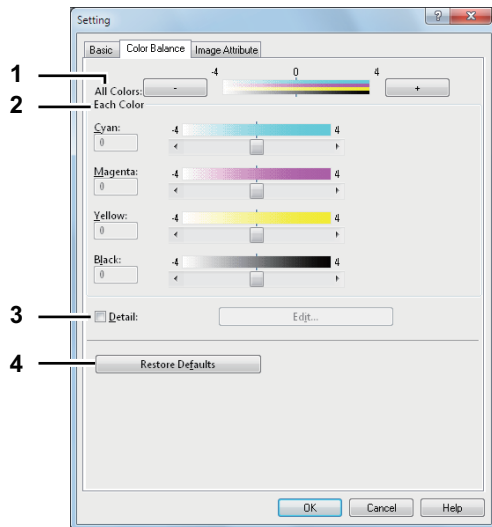 Setting
?
Basic Color Balance Image Attribute
1
-4 0 4
All Colors: - +
2
Each Color
Cyan: -4 4
0
Magenta: -4 4
0
Yellow: -4 4
0
Black: -4 4
0
3
Detail: Edit...
4
Restore Defaults
OK Cancel Help